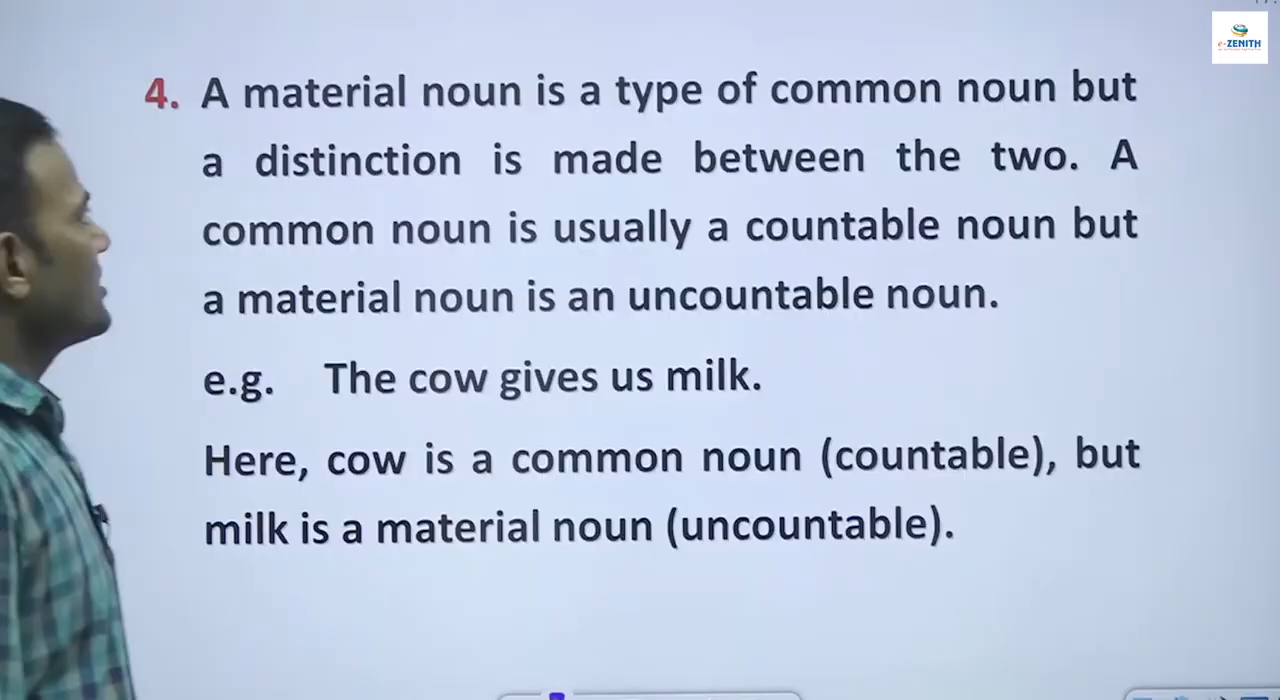 e-ZENITH
4. A material noun is a type of common noun but
a distinction is made between the two. A
common noun is usually a countable noun but
a material noun is an uncountable noun.
e.g. The cow gives us milk.
Here, cow is a common noun (countable), but
milk is a material noun (uncountable).